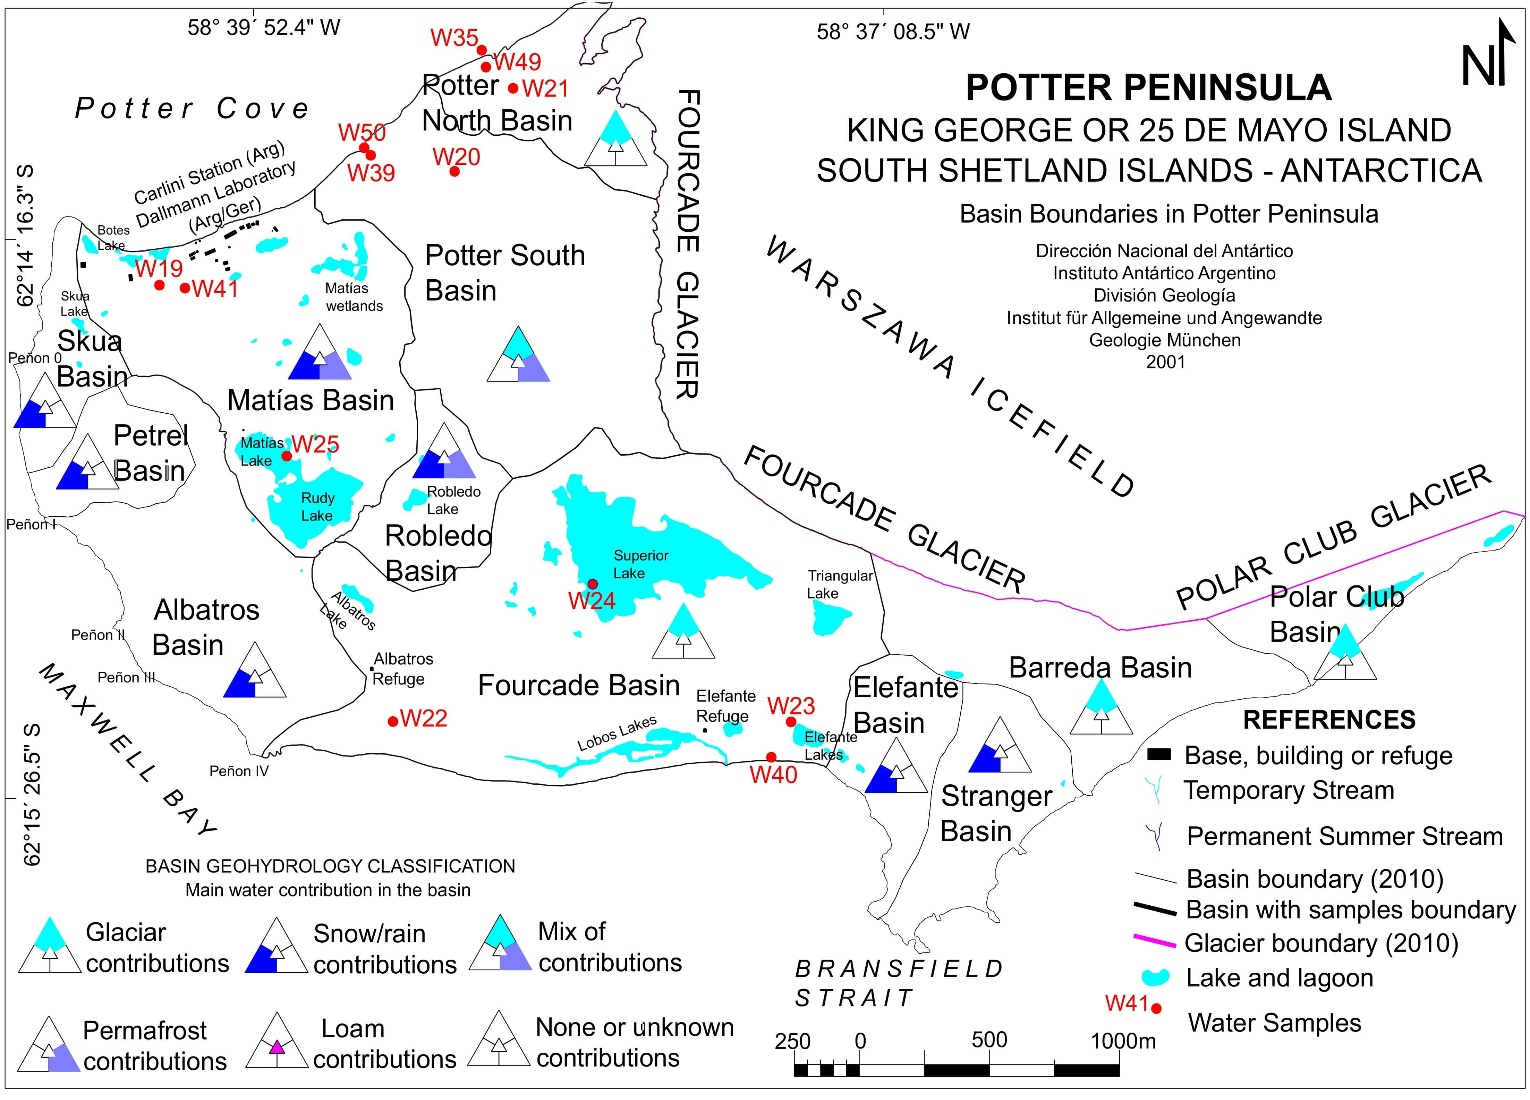 58° 39´ 52.4" W
58° 37´ 08.5" W
N
POTTER PENINSULA
KING GEORGE OR 25 DE MAYO ISLAND
SOUTH SHETLAND ISLANDS - ANTARCTICA
Basin Boundaries in Potter Peninsula
Dirección Nacional del Antártico
Instituto Antártico Argentino
División Geología
Institut für Allgemeine und Angewandte
Geologie München
2001
62°14´ 16.3" S
62°15´ 26.5" S
Potter Cove
W35
W49
W21
Potter
North Basin
W50
W39
W20
Carlini Station (Arg)
Dallmann Laboratory
(Arg/Ger)
FOURCADE GLACIER
WARSZAWA ICEFIELD
Botes
Lake
W19
W41
Skua
Lake
Matías
wetlands
Potter South
Basin
Skua
Basin
Peñon 0
Matías Basin
Petrel
Basin
Matías
Lake
W25
Rudy
Lake
Robledo
Lake
Robledo
Basin
Peñon I
FOURCADE GLACIER
POLAR CLUB GLACIER
Superior
Lake
W24
Triangular
Lake
Polar Club
Basin
Albatros
Basin
Albatros
Lake
Peñon II
Peñon III
Albatros
Refuge
W22
Peñon IV
MAXWELL BAY
Fourcade Basin
Lobos Lakes
Elefante
Refuge
W23
Elefante
Lakes
W40
Elefante
Basin
Barreda Basin
Stranger
Basin
BRANSFIELD
STRAIT
REFERENCES
Base, building or refuge
Temporary Stream
Permanent Summer Stream
Basin boundary (2010)
Basin with samples boundary
Glacier boundary (2010)
Lake and lagoon
W41
Water Samples
BASIN GEOHYDROLOGY CLASSIFICATION
Main water contribution in the basin
Glaciar
contributions
Snow/rain
contributions
Mix of
contributions
Permafrost
contributions
Loam
contributions
None or unknown
contributions
250 0 500 1000m